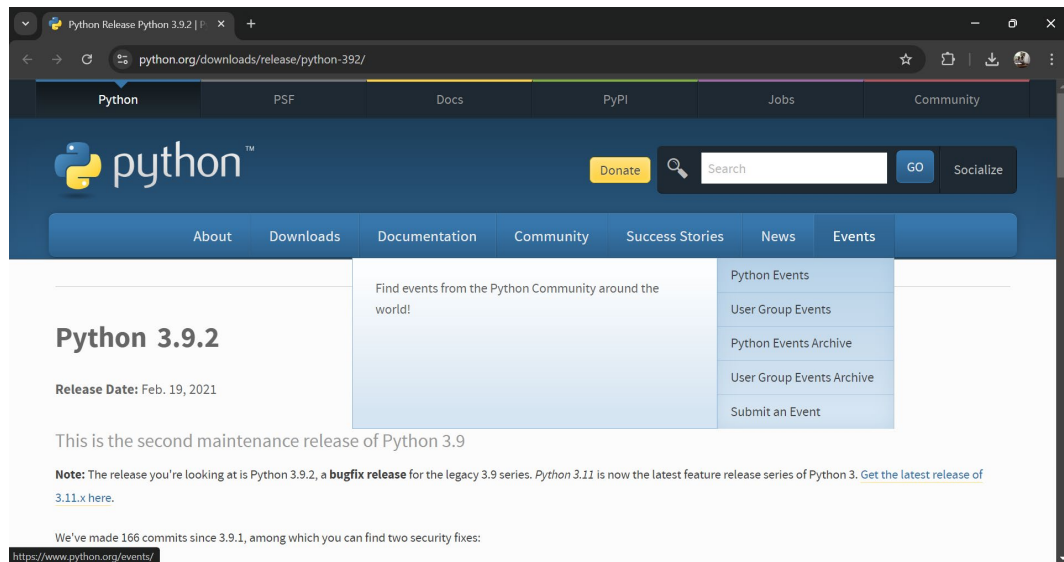 Python Release Python 3.9.2 | P
python.org/downloads/release/python-392/
Python PSF Docs PyPI Jobs Community
python™
Donate Search GO Socialize
About Downloads Documentation Community Success Stories News Events
Find events from the Python Community around the
world!
Python Events
User Group Events
Python Events Archive
User Group Events Archive
Submit an Event
Python 3.9.2
Release Date: Feb. 19, 2021
This is the second maintenance release of Python 3.9
Note: The release you're looking at is Python 3.9.2, a bugfix release for the legacy 3.9 series. Python 3.11 is now the latest feature release series of Python 3. Get the latest release of
3.11.x here.
We've made 166 commits since 3.9.1, among which you can find two security fixes:
https://www.python.org/events/